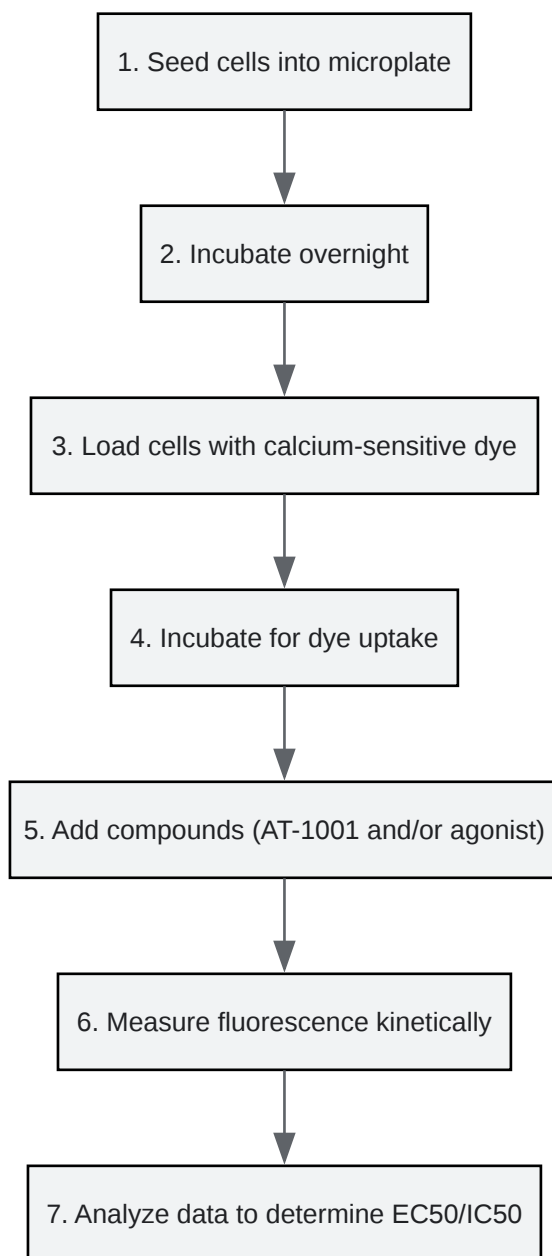 1. Seed cells into microplate
2. Incubate overnight
3. Load cells with calcium-sensitive dye
4. Incubate for dye uptake
5. Add compounds (AT-1001 and/or agonist)
6. Measure fluorescence kinetically
7. Analyze data to determine EC50/IC50